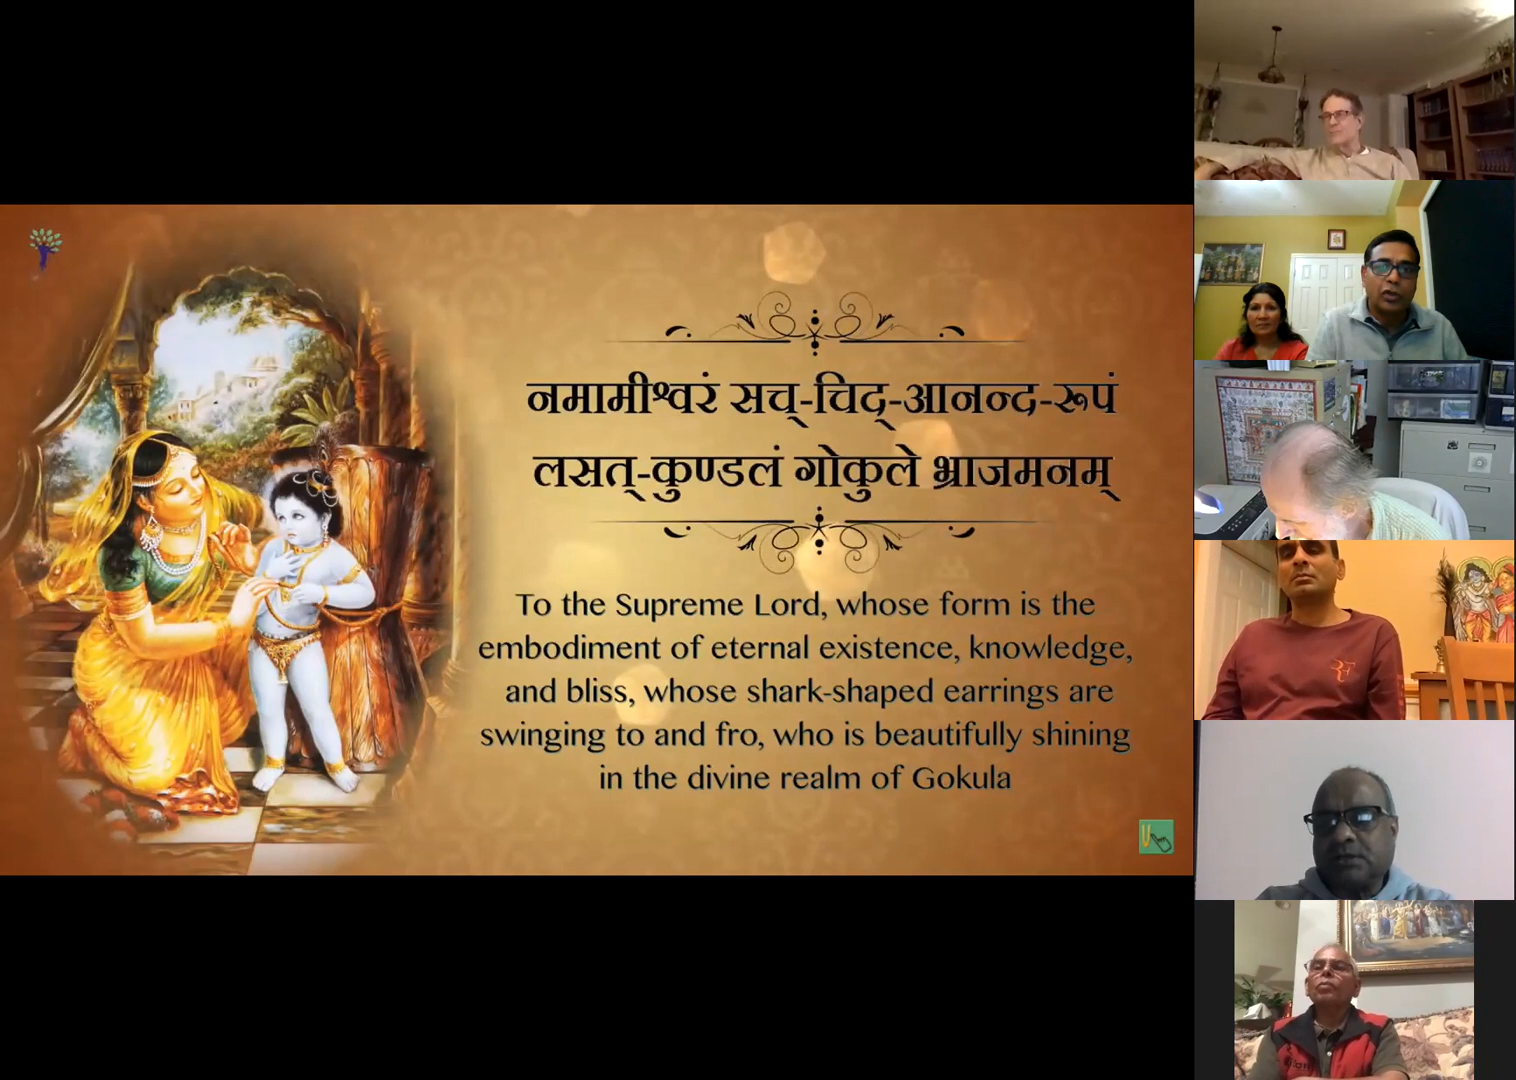 नमामीश्वरं सच्-चिद्-आनन्द-रूपं
लसत्-कुण्डलं गोकुले भ्राजमनम्
To the Supreme Lord, whose form is the
embodiment of eternal existence, knowledge,
and bliss, whose shark-shaped earrings are
swinging to and fro, who is beautifully shining
in the divine realm of Gokula
RF